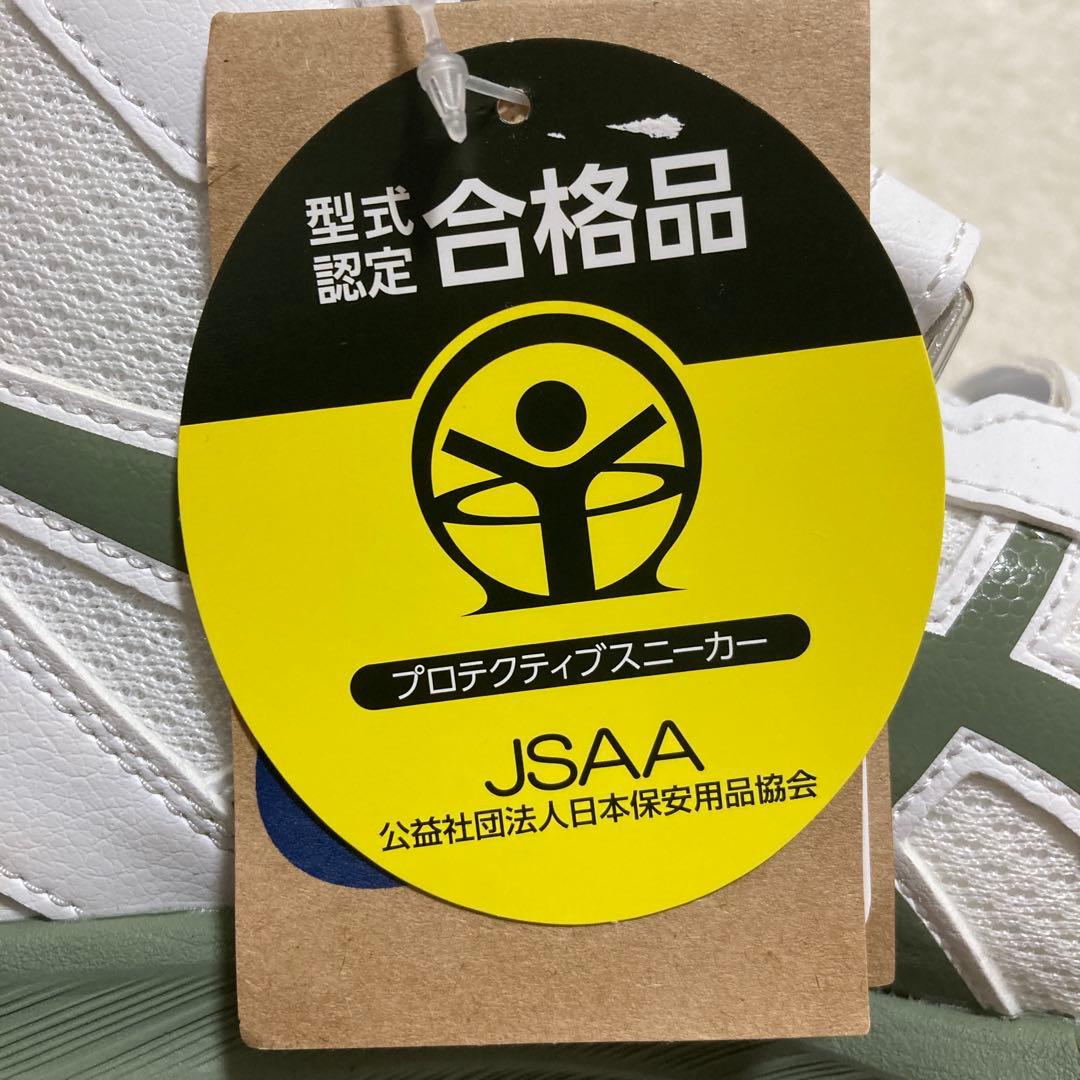 型式
認定
合格品
プロテクティブスニーカー
JSAA
公益社団法人日本保安用品協会